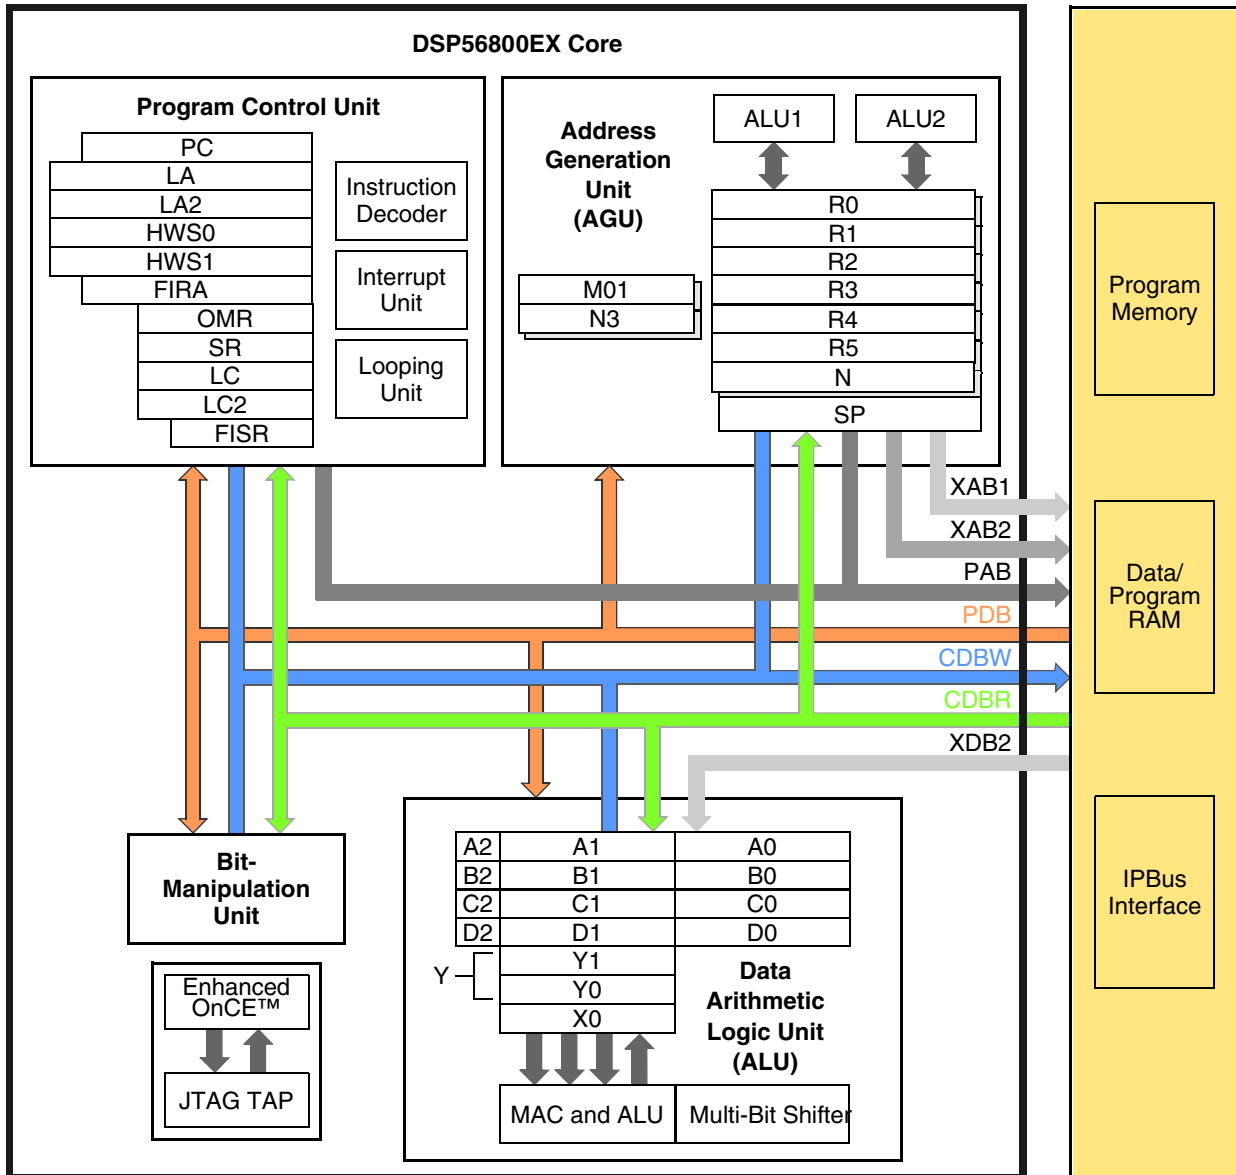 DSP56800EX Core
Program Control Unit
PC
LA
LA2
HWS0
HWS1
FIRA
OMR
SR
LC
LC2
FISR
Instruction
Decoder
Interrupt
Unit
Looping
Unit
Address
Generation
Unit
(AGU)
ALU1
ALU2
R0
R1
R2
R3
R4
R5
N
SP
M01
N3
XAB1
XAB2
PAB
PDB
CDBW
CDBR
XDB2
Program
Memory
Data/
Program
RAM
IPBus
Interface
Bit-
Manipulation
Unit
Enhanced
OnCE™
JTAG TAP
A2 A1 A0
B2 B1 B0
C2 C1 C0
D2 D1 D0
Y
Y1
Y0
X0
Data
Arithmetic
Logic Unit
(ALU)
MAC and ALU
Multi-Bit Shifter